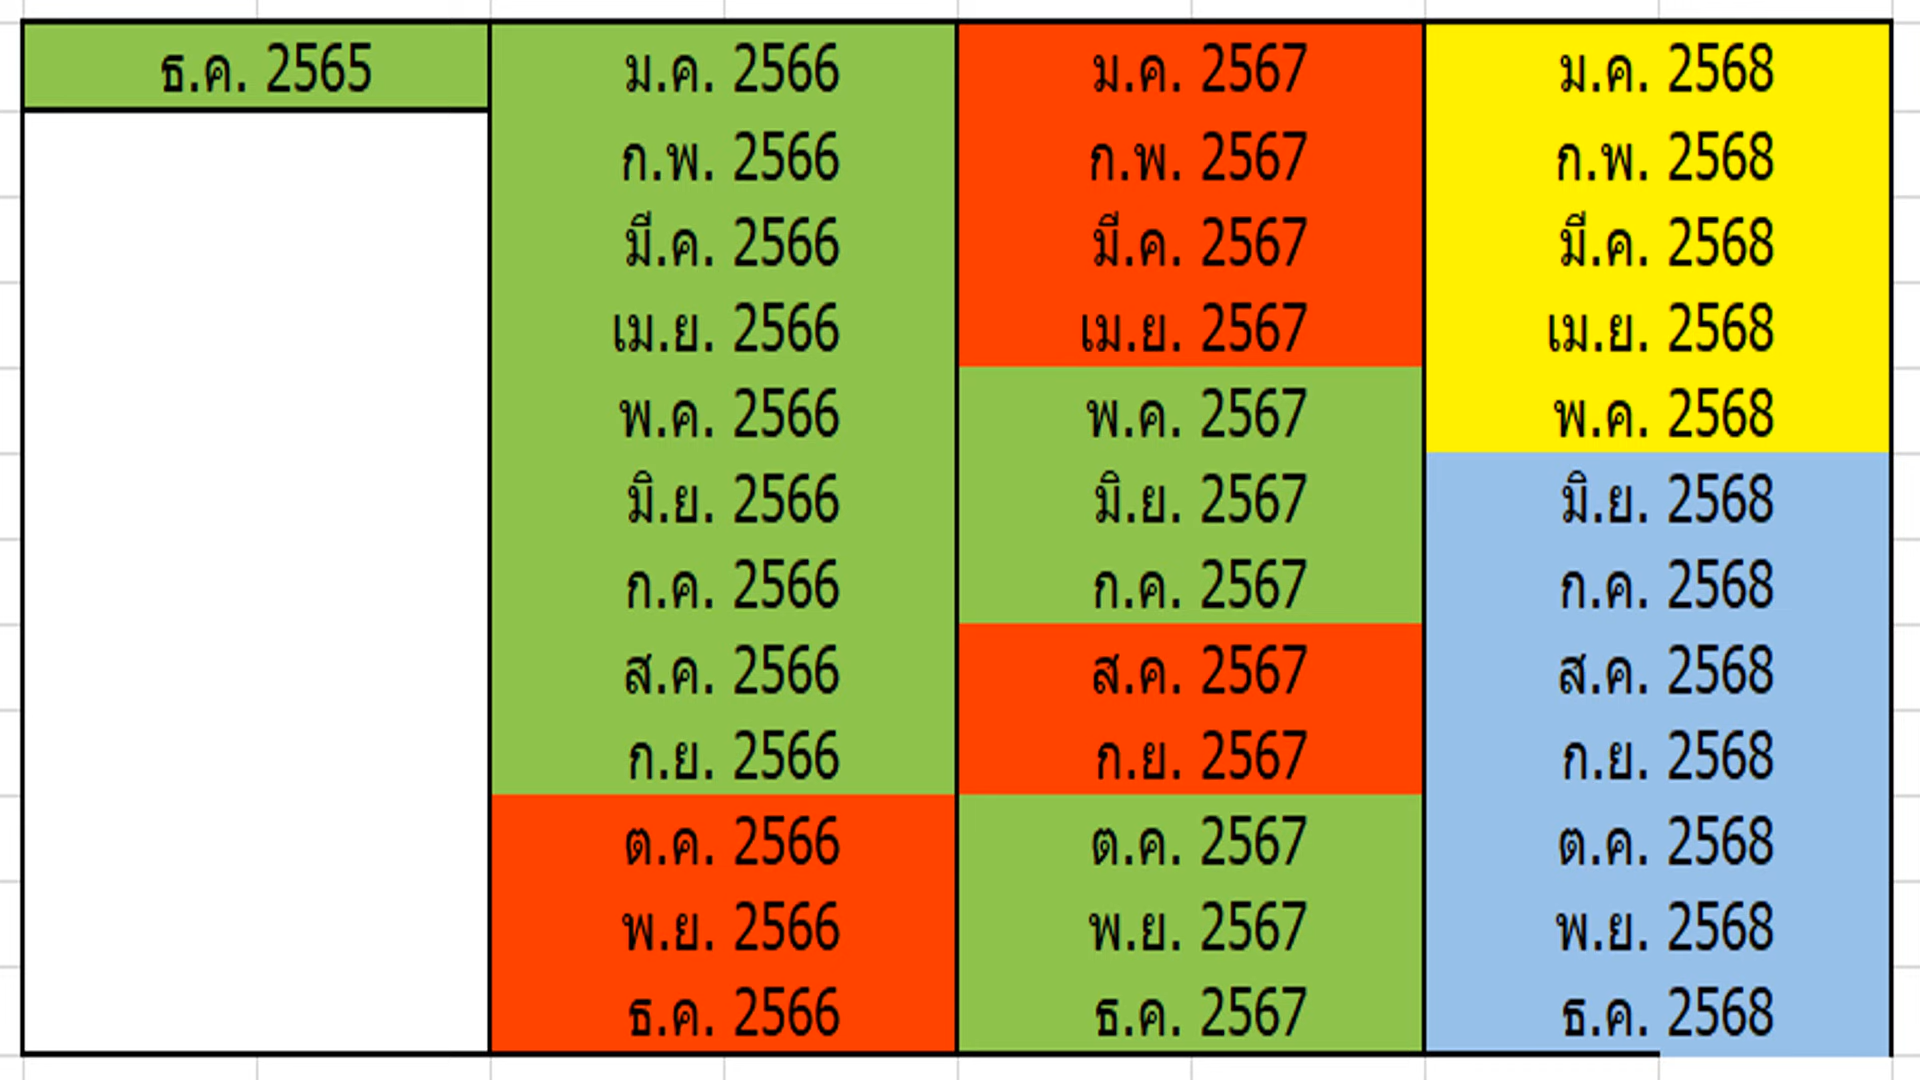 ธ.ค. 2565
ม.ค. 2566
ก.พ. 2566
มี.ค. 2566
เม.ย. 2566
พ.ค. 2566
มิ.ย. 2566
ก.ค. 2566
ส.ค. 2566
ก.ย. 2566
ต.ค. 2566
พ.ย. 2566
ธ.ค. 2566
ม.ค. 2567
ก.พ. 2567
มี.ค. 2567
เม.ย. 2567
พ.ค. 2567
มิ.ย. 2567
ก.ค. 2567
ส.ค. 2567
ก.ย. 2567
ต.ค. 2567
พ.ย. 2567
ธ.ค. 2567
ม.ค. 2568
ก.พ. 2568
มี.ค. 2568
เม.ย. 2568
พ.ค. 2568
มิ.ย. 2568
ก.ค. 2568
ส.ค. 2568
ก.ย. 2568
ต.ค. 2568
พ.ย. 2568
ธ.ค. 2568